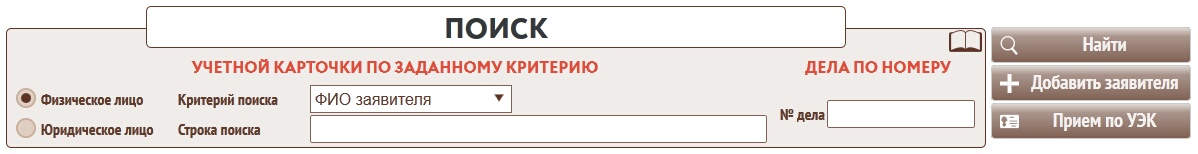 ПОИСК
УЧЕТНОЙ КАРТОЧКИ ПО ЗАДАННОМУ КРИТЕРИЮ
ДЕЛА ПО НОМЕРУ
Физическое лицо
Критерий поиска
ФИО заявителя
Юридическое лицо
Строка поиска
№ дела
Найти
Добавить заявителя
Прием по УЭК